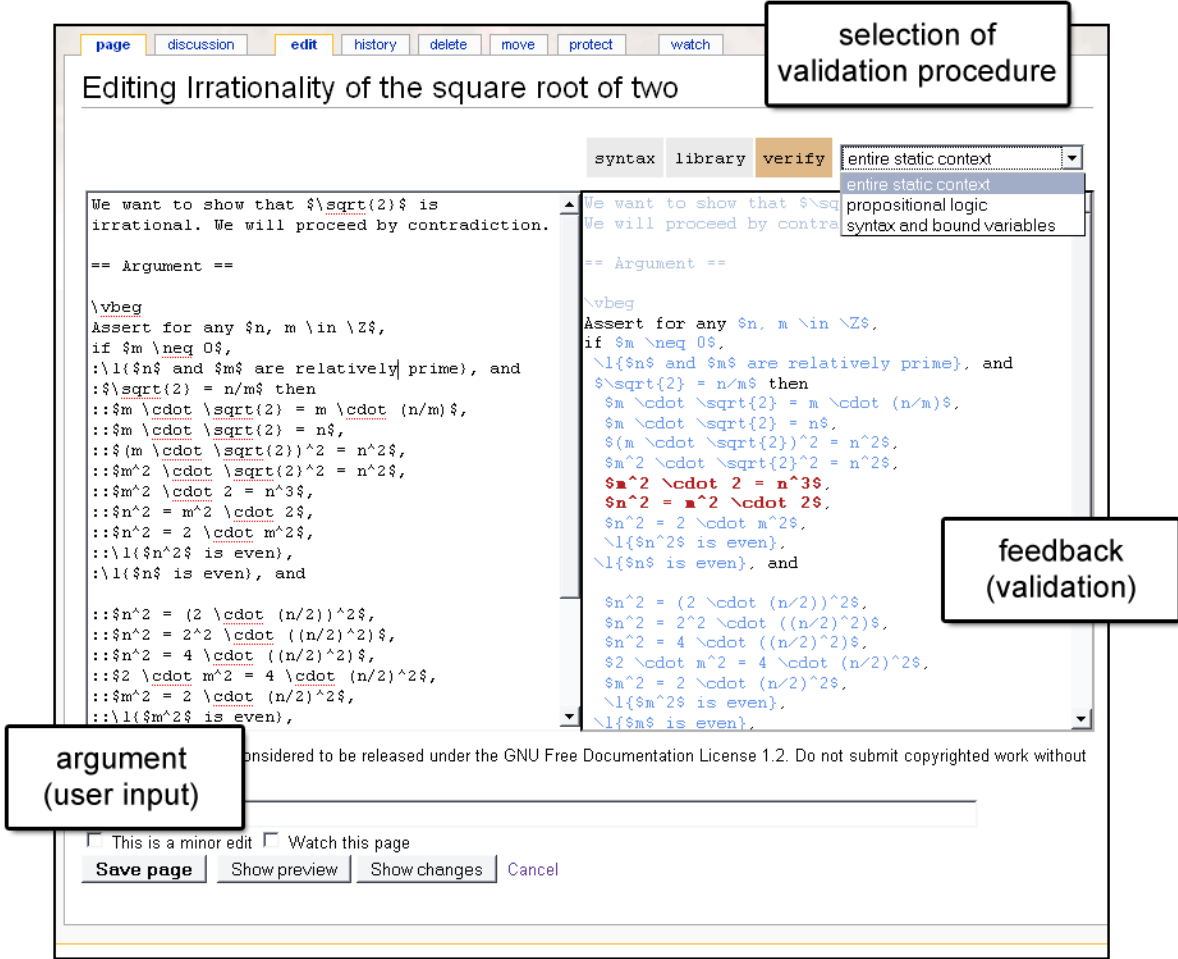 selection of
validation procedure
page discussion edit history delete move protect watch
Editing Irrationality of the square root of two
syntax library verify entire static context
entire static context
propositional logic
syntax and bound variables
We want to show that $\sqrt{2}$ is
irrational. We will proceed by contradiction.
== Argument ==
\vbeg
Assert for any $n, m \in \Z$,
if $m \neq 0$,
:\l{$n$ and $m$ are relatively prime}, and
:$\sqrt{2} = n/m$ then
::$m \cdot \sqrt{2} = m \cdot (n/m)$,
::$m \cdot \sqrt{2} = n$,
::$(m \cdot \sqrt{2})^2 = n^2$,
::$m^2 \cdot \sqrt{2}^2 = n^2$,
::$m^2 \cdot 2 = n^3$,
::$n^2 = m^2 \cdot 2$,
::$n^2 = 2 \cdot m^2$,
::\l{$n^2$ is even},
:\l{$n$ is even}, and
::$n^2 = (2 \cdot (n/2))^2$,
::$n^2 = 2^2 \cdot ((n/2)^2)$,
::$n^2 = 4 \cdot ((n/2)^2)$,
::$2 \cdot m^2 = 4 \cdot (n/2)^2$,
::$m^2 = 2 \cdot (n/2)^2$,
::\l{$m^2$ is even},
We want to show that $\sq
We will proceed by contra
== Argument ==
\vbeg
Assert for any $n, m \in \Z$,
if $m \neq 0$,
\l{$n$ and $m$ are relatively prime}, and
$\sqrt{2} = n/m$ then
$m \cdot \sqrt{2} = m \cdot (n/m)$,
$m \cdot \sqrt{2} = n$,
$(m \cdot \sqrt{2})^2 = n^2$,
$m^2 \cdot \sqrt{2}^2 = n^2$,
$m^2 \cdot 2 = n^3$,
$n^2 = m^2 \cdot 2$,
$n^2 = 2 \cdot m^2$,
\l{$n^2$ is even},
\l{$n$ is even}, and
$n^2 = (2 \cdot (n/2))^2$,
$n^2 = 2^2 \cdot ((n/2)^2)$,
$n^2 = 4 \cdot ((n/2)^2)$,
$2 \cdot m^2 = 4 \cdot (n/2)^2$,
$m^2 = 2 \cdot (n/2)^2$,
\l{$m^2$ is even},
\l{$m$ is even},
feedback
(validation)
argument
(user input)
onsidered to be released under the GNU Free Documentation License 1.2. Do not submit copyrighted work without
This is a minor edit Watch this page
Save page Show preview Show changes Cancel